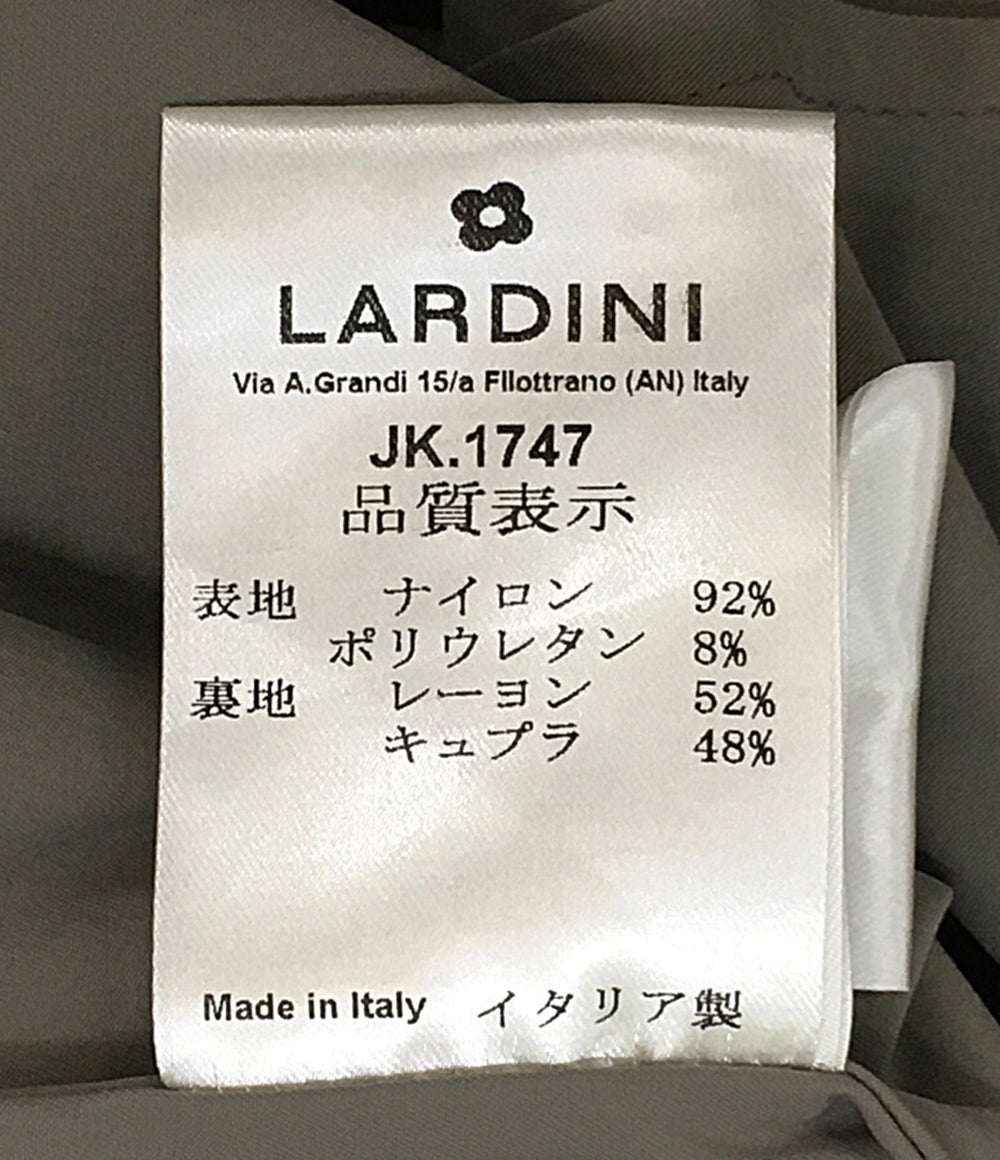 LARDINI
Via A.Grandi 15/a Filottrano (AN) Italy
JK.1747
品質表示
表地 ナイロン 92%
ポリウレタン 8%
裏地 レーヨン 52%
キュプラ 48%
Made in Italy イタリア製